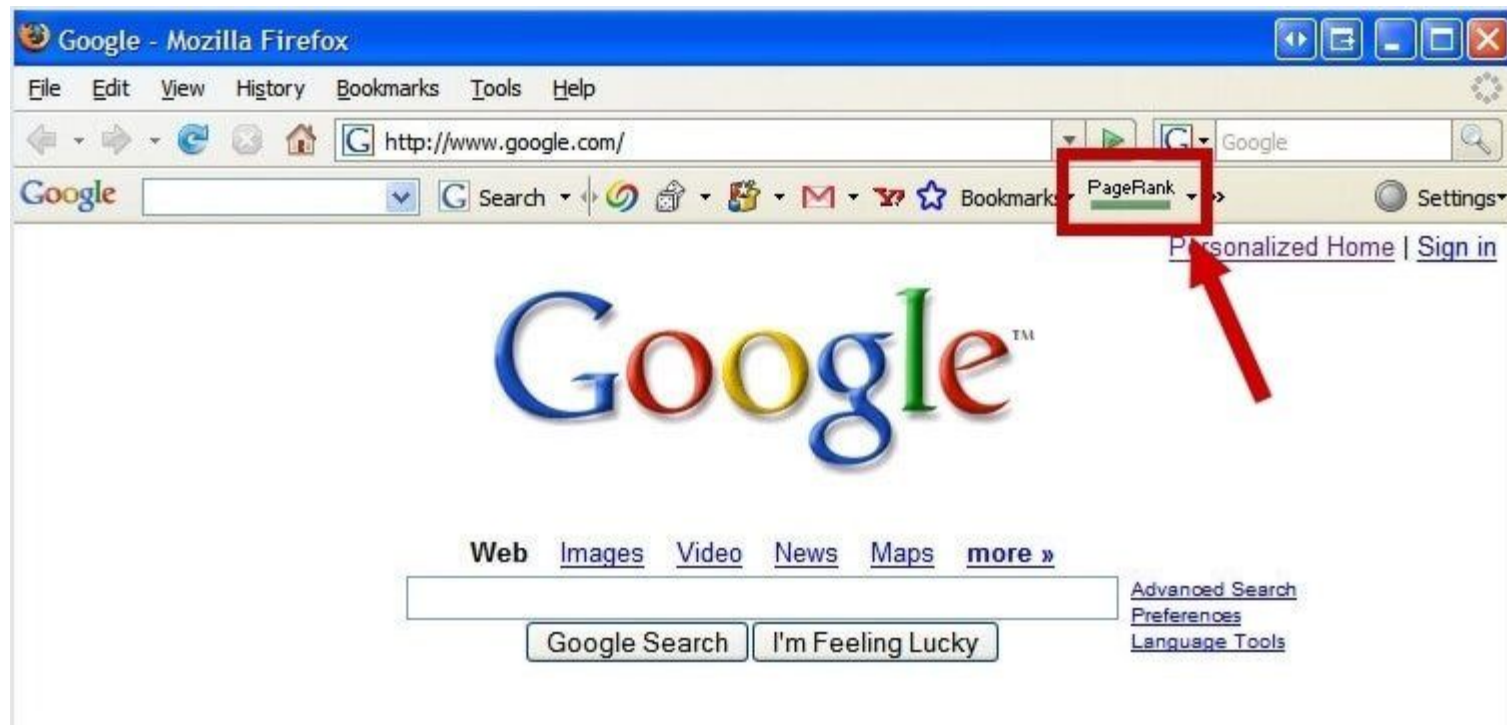 Google - Mozilla Firefox
File Edit View History Bookmarks Tools Help
http://www.google.com/ G Google
Google G Search Bookmarks PageRank » Settings
Personalized Home | Sign in
Google™
Web Images Video News Maps more »
Advanced Search
Preferences
Google Search I'm Feeling Lucky Language Tools